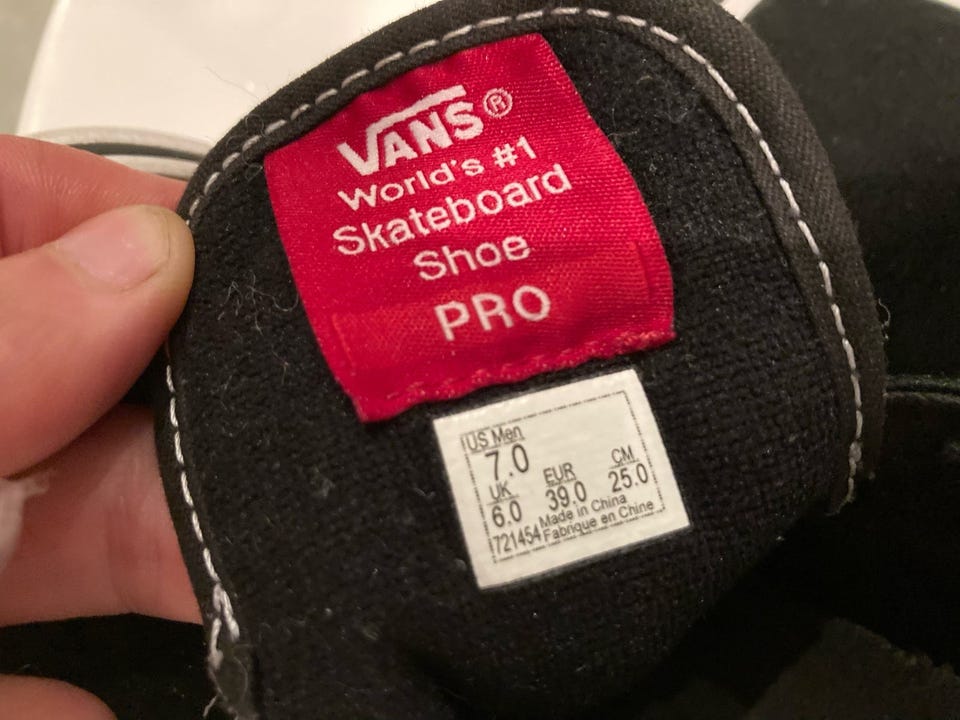 VANS®
World's #1
Skateboard
Shoe
PRO
US Men
7.0
UK EUR CM
6.0 39.0 25.0
721454 Made in China
Fabriqué en Chine